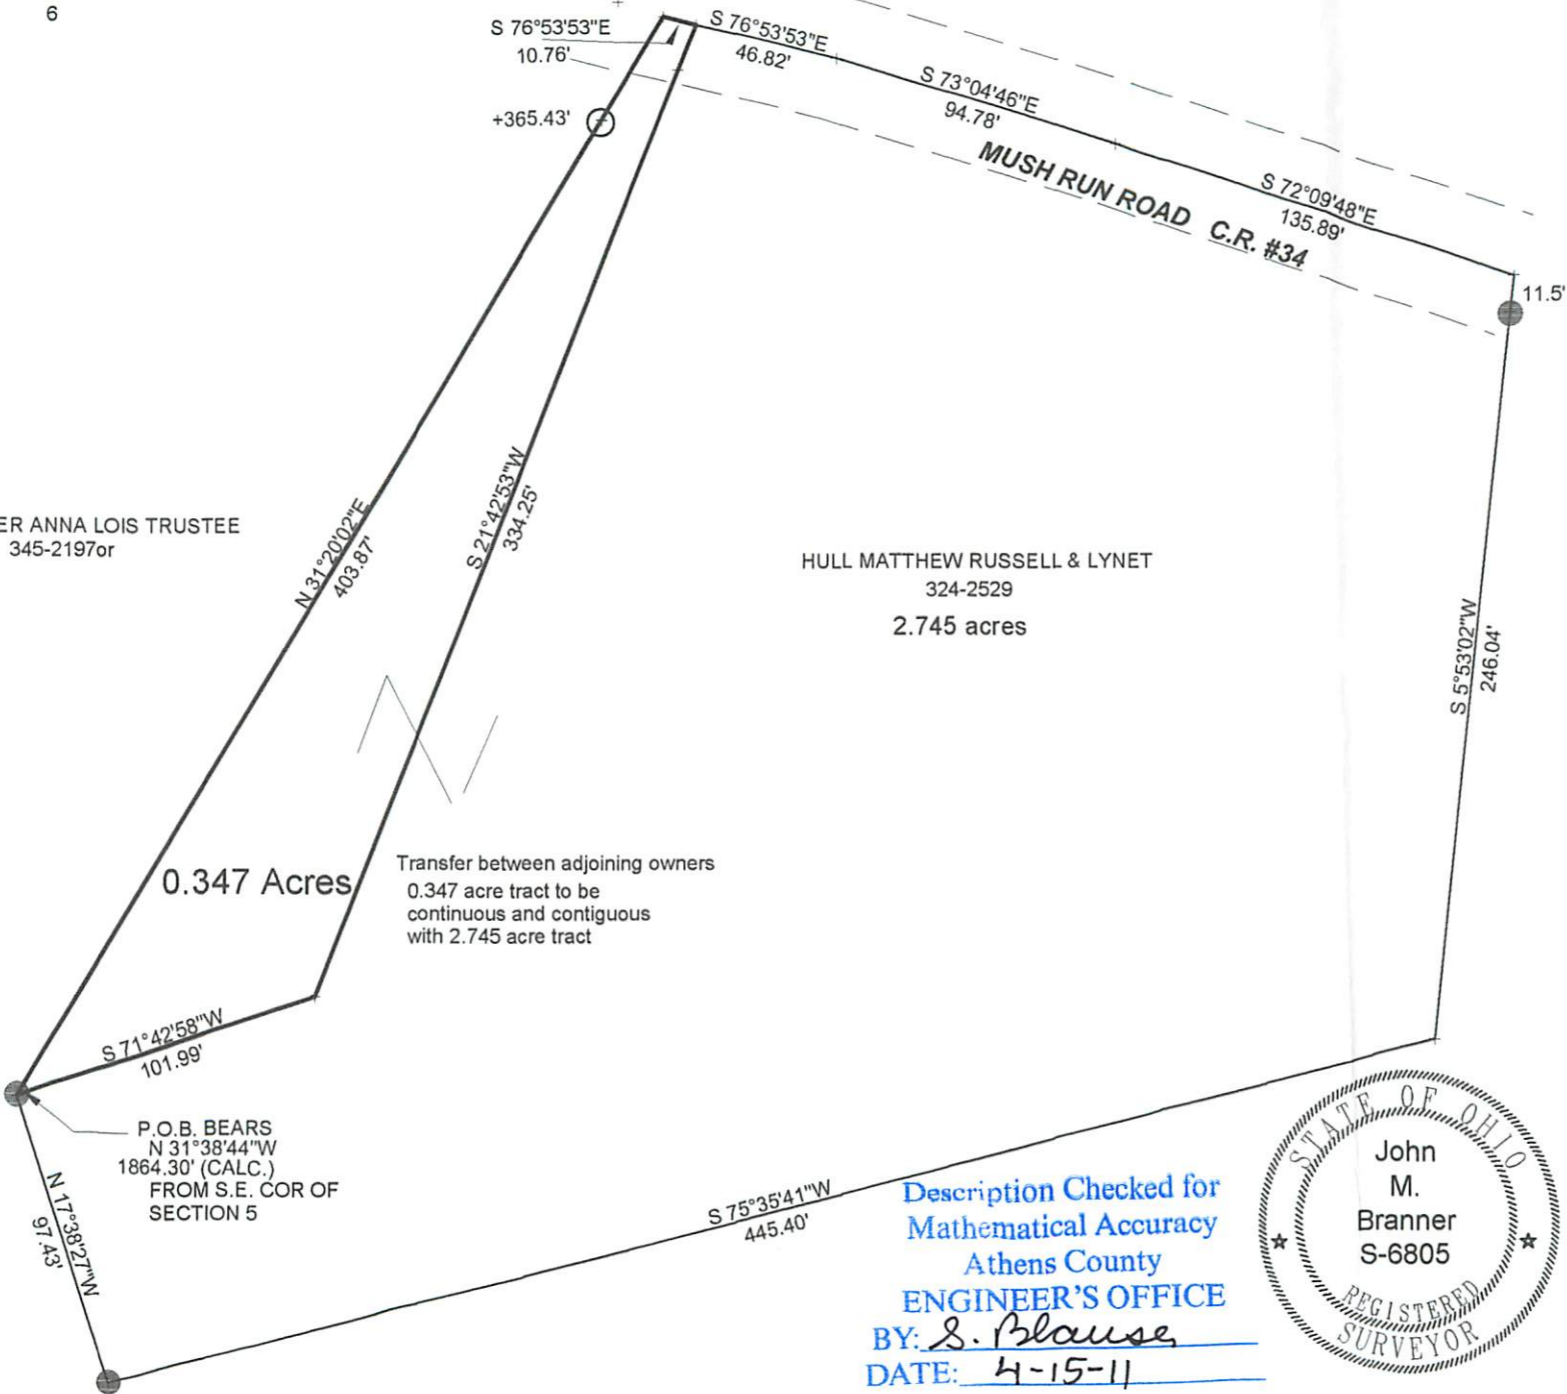 6
S 76°53'53"E
10.76'
S 76°53'53"E
46.82'
S 73°04'46"E
94.78'
+365.43'
MUSH RUN ROAD C.R. #34
S 72°09'48"E
135.89'
11.5'
N 31°20'02"E
403.87'
S 21°42'53"W
334.25'
ER ANNA LOIS TRUSTEE
345-2197or
HULL MATTHEW RUSSELL & LYNET
324-2529
2.745 acres
S 5°53'02"W
246.04'
0.347 Acres
Transfer between adjoining owners
0.347 acre tract to be
continuous and contiguous
with 2.745 acre tract
S 71°42'58"W
101.99'
P.O.B. BEARS
N 31°38'44"W
1864.30' (CALC.)
FROM S.E. COR OF
SECTION 5
N 17°38'27"W
97.43'
S 75°35'41"W
445.40'
Description Checked for
Mathematical Accuracy
Athens County
ENGINEER'S OFFICE
BY: S. Blauser
DATE: 4-15-11
STATE OF OHIO
John
M.
Branner
S-6805
REGISTERED
SURVEYOR